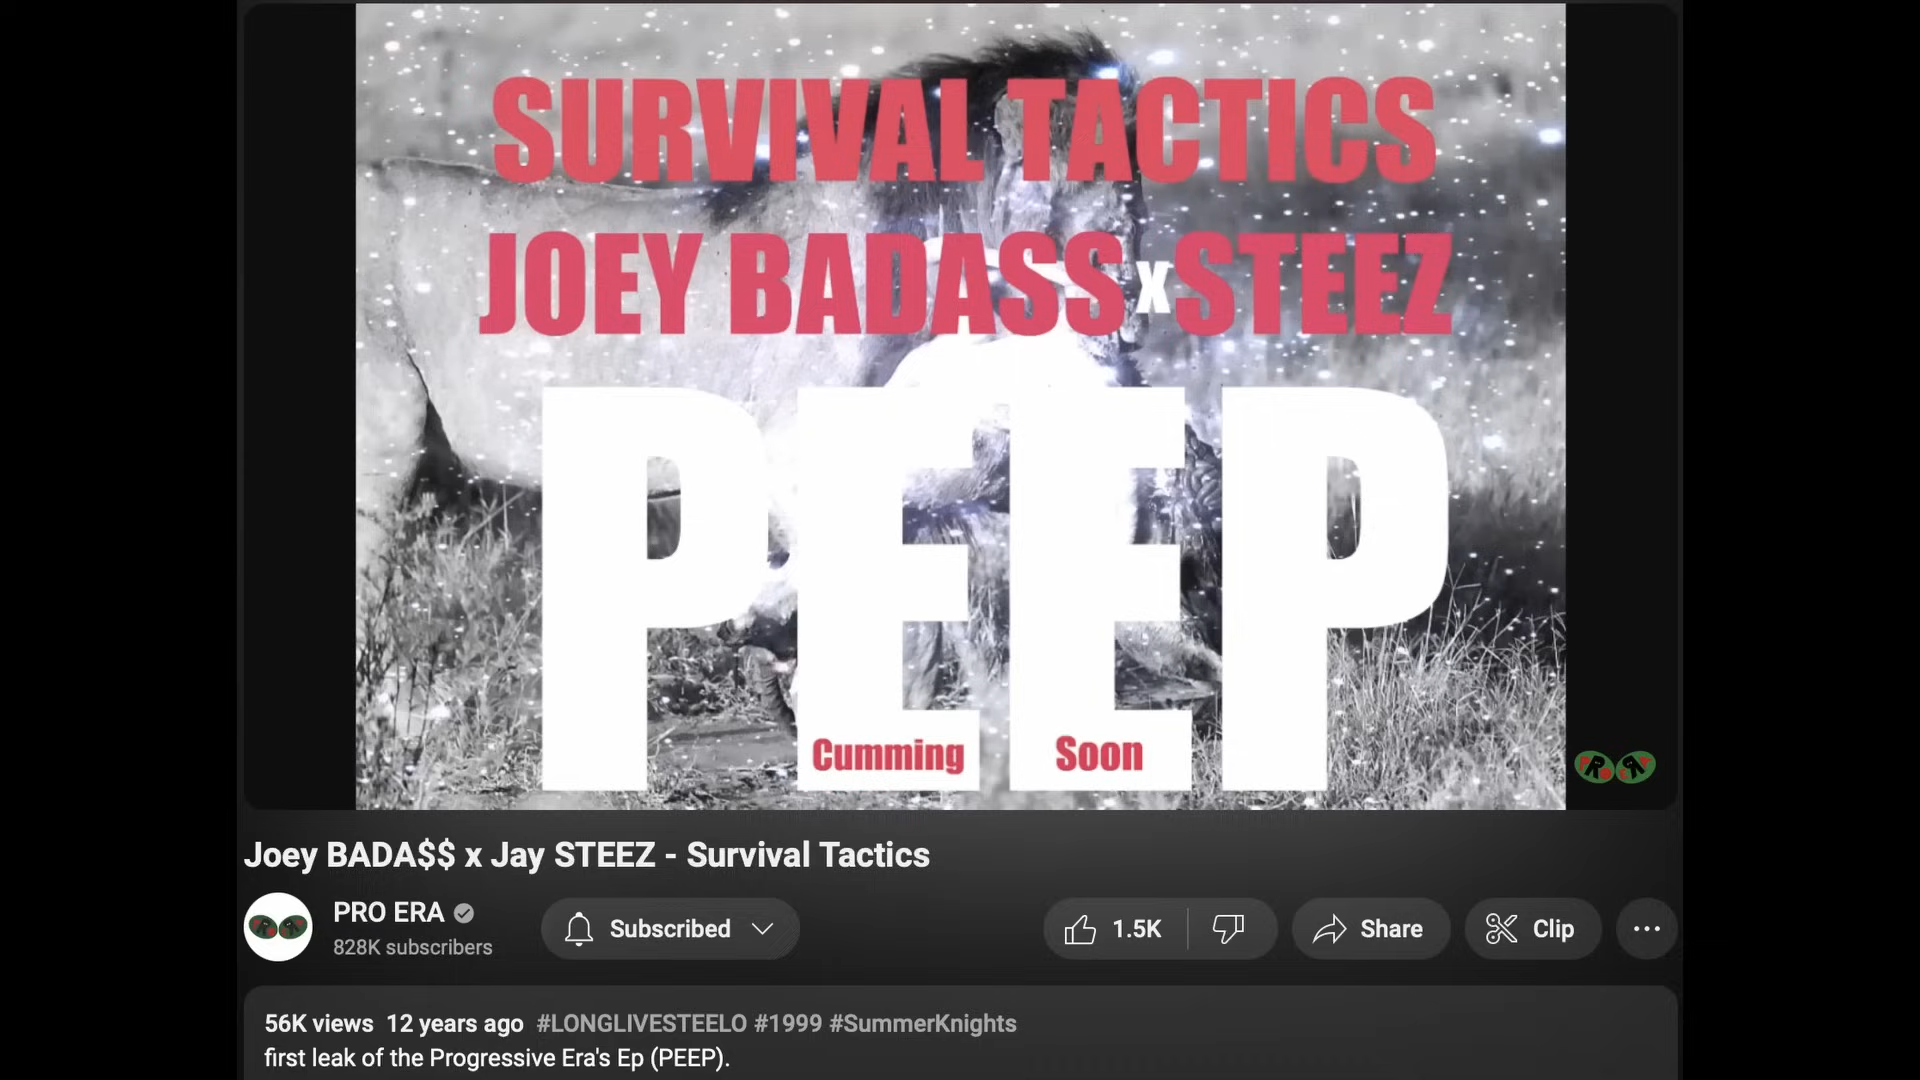 SURVIVAL TACTICS
JOEY BADASS x STEEZ
PEEP
Cumming Soon
Joey BADA$$ x Jay STEEZ - Survival Tactics
PRO ERA
828K subscribers
Subscribed
1.5K
Share
Clip
56K views 12 years ago #LONGLIVESTEELO #1999 #SummerKnights
first leak of the Progressive Era's Ep (PEEP).